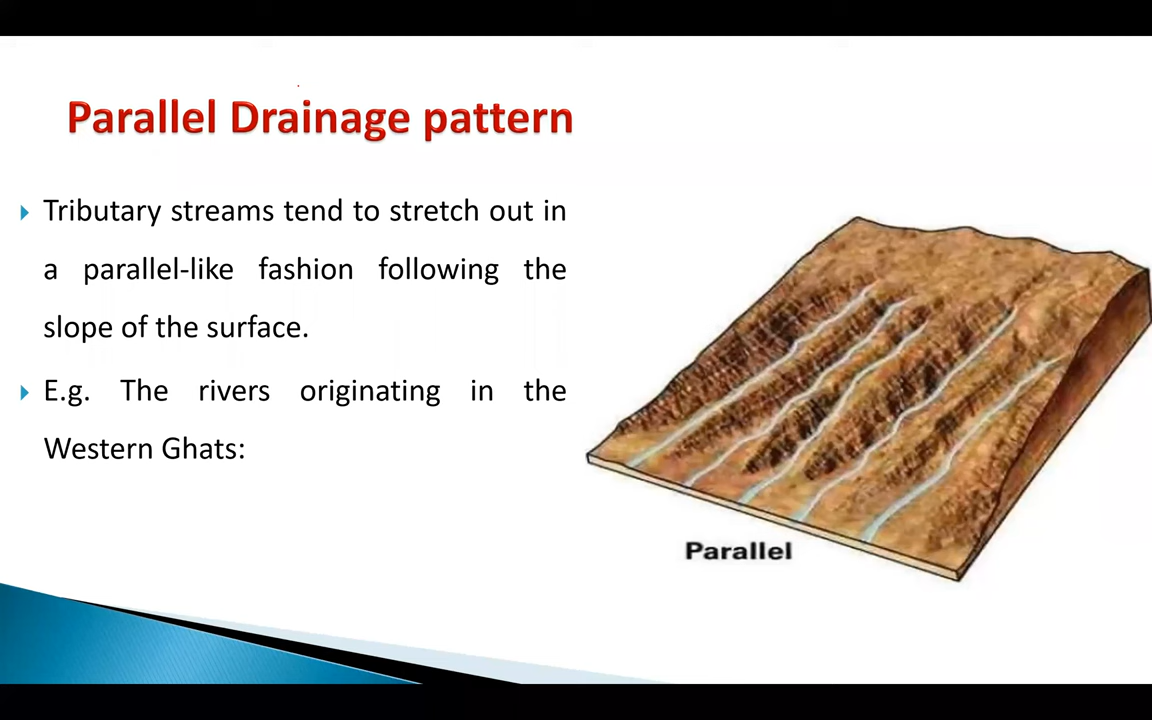 Parallel Drainage pattern
Tributary streams tend to stretch out in
a parallel-like fashion following the
slope of the surface.
E.g. The rivers originating in the
Western Ghats:
Parallel